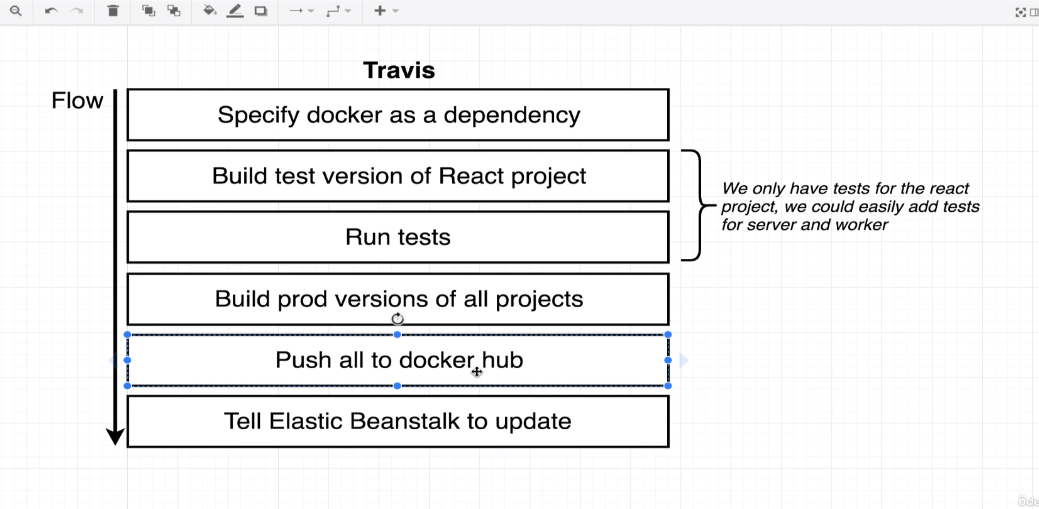 Travis
Flow
Specify docker as a dependency
Build test version of React project
Run tests
We only have tests for the react
project, we could easily add tests
for server and worker
Build prod versions of all projects
Push all to docker hub
Tell Elastic Beanstalk to update